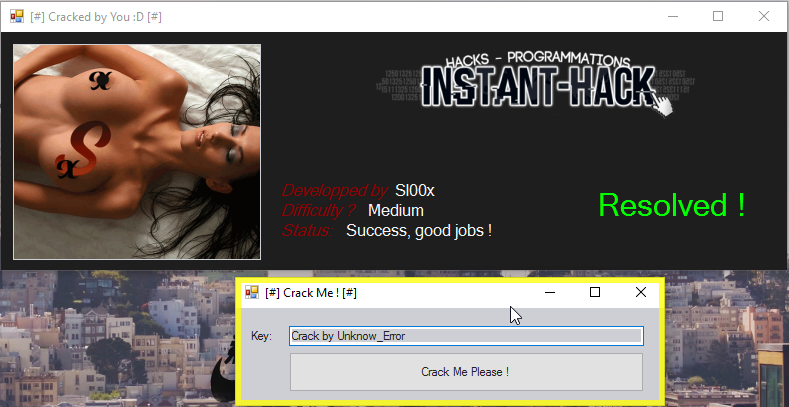 [#] Cracked by You :D [#]
HACKS - PROGRAMMATIONS
INSTANT-HACK
Developped by Sl00x
Difficulty ? Medium
Status: Success, good jobs !
Resolved !
[#] Crack Me ! [#]
Key: Crack by Unknow_Error
Crack Me Please !